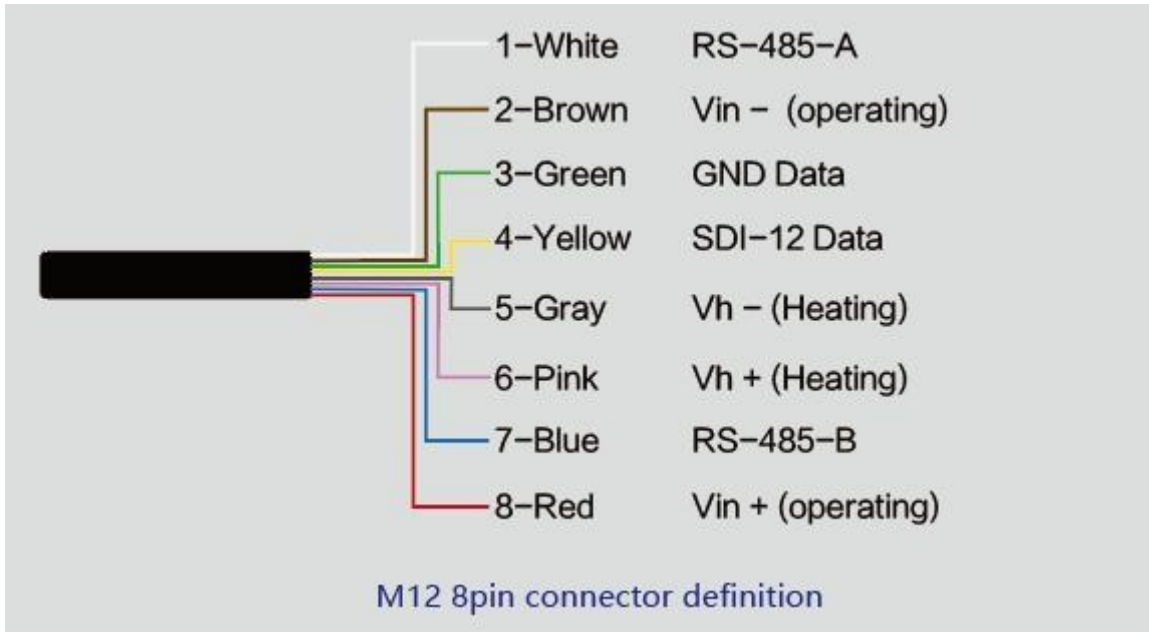 1-White RS-485-A
2-Brown Vin - (operating)
3-Green GND Data
4-Yellow SDI-12 Data
5-Gray Vh - (Heating)
6-Pink Vh + (Heating)
7-Blue RS-485-B
8-Red Vin + (operating)
M12 8pin connector definition